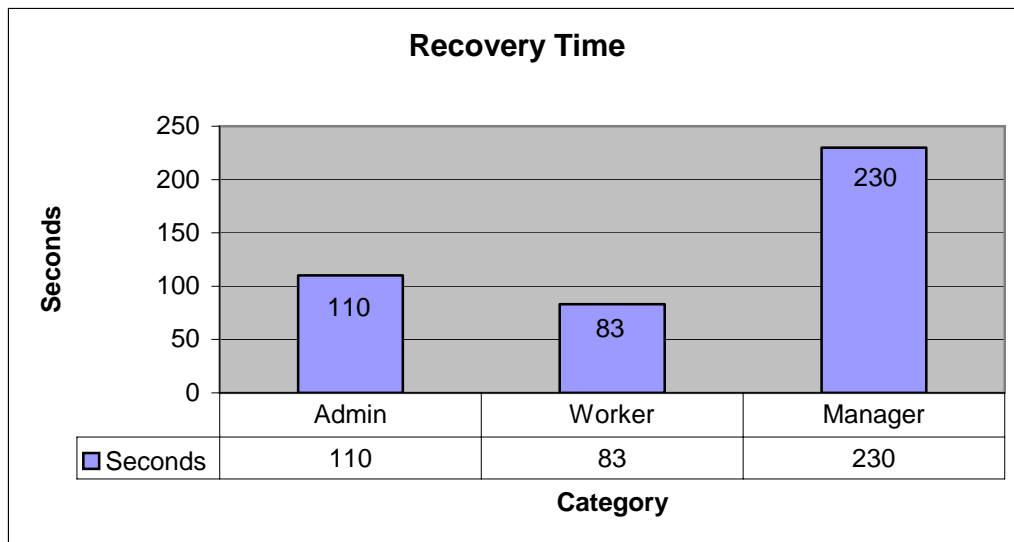 Recovery Time
Seconds
250
200
150
100
50
0
110
83
230
Admin Worker Manager
Seconds 110 83 230
Category